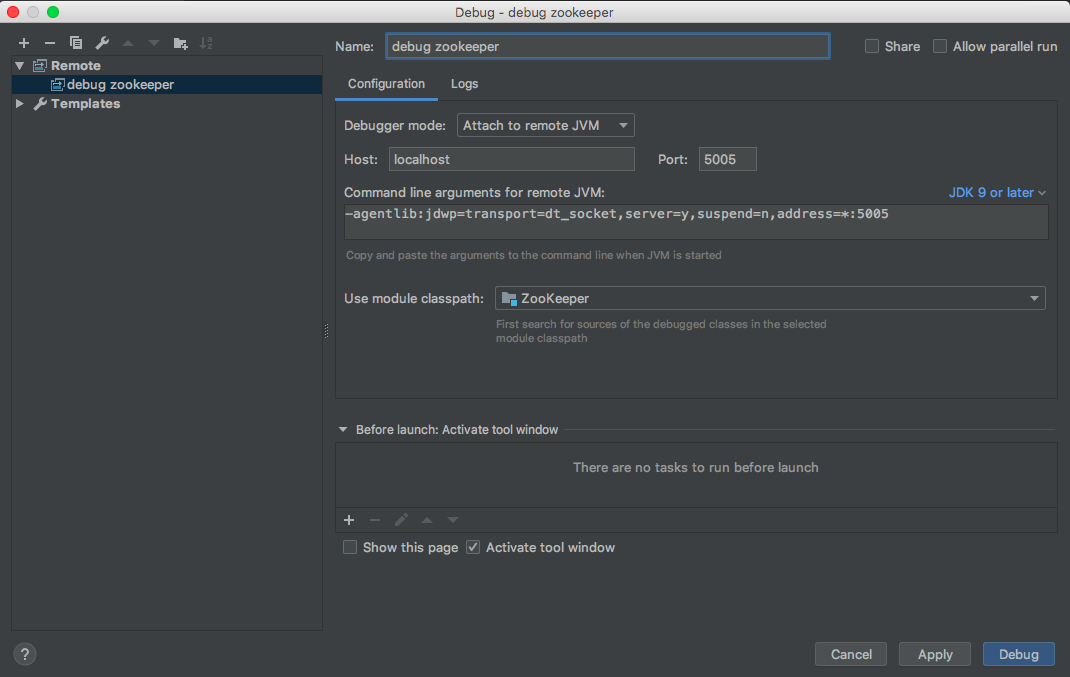 Debug - debug zookeeper
Remote
debug zookeeper
Templates
Name: debug zookeeper Share Allow parallel run
Configuration Logs
Debugger mode: Attach to remote JVM
Host: localhost Port: 5005
Command line arguments for remote JVM: JDK 9 or later
-agentlib:jdwp=transport=dt_socket,server=y,suspend=n,address=*:5005
Copy and paste the arguments to the command line when JVM is started
Use module classpath: ZooKeeper
First search for sources of the debugged classes in the selected
module classpath
Before launch: Activate tool window
There are no tasks to run before launch
Show this page Activate tool window
? Cancel Apply Debug